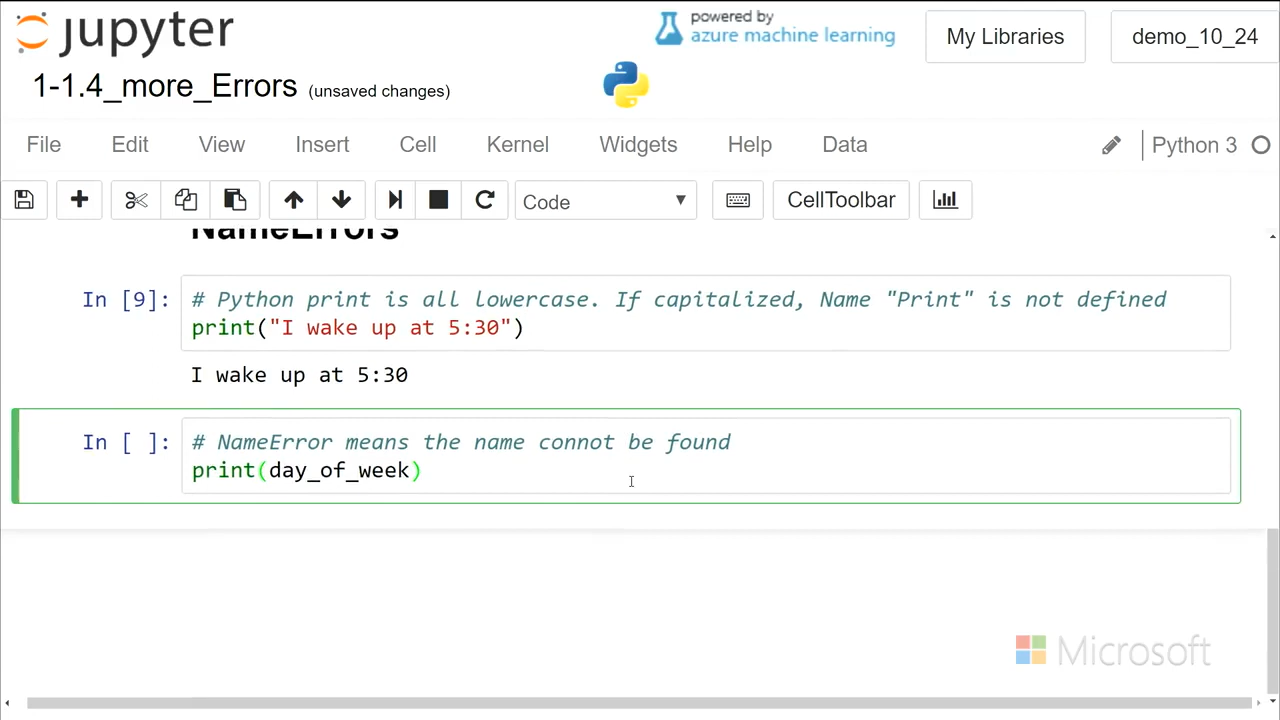 jupyter
powered by
azure machine learning
My Libraries
demo_10_24
1-1.4_more_Errors (unsaved changes)
File Edit View Insert Cell Kernel Widgets Help Data
Python 3
Code
CellToolbar
NameErrors
In [9]:
# Python print is all lowercase. If capitalized, Name "Print" is not defined
print("I wake up at 5:30")
I wake up at 5:30
In [ ]:
# NameError means the name connot be found
print(day_of_week)
Microsoft